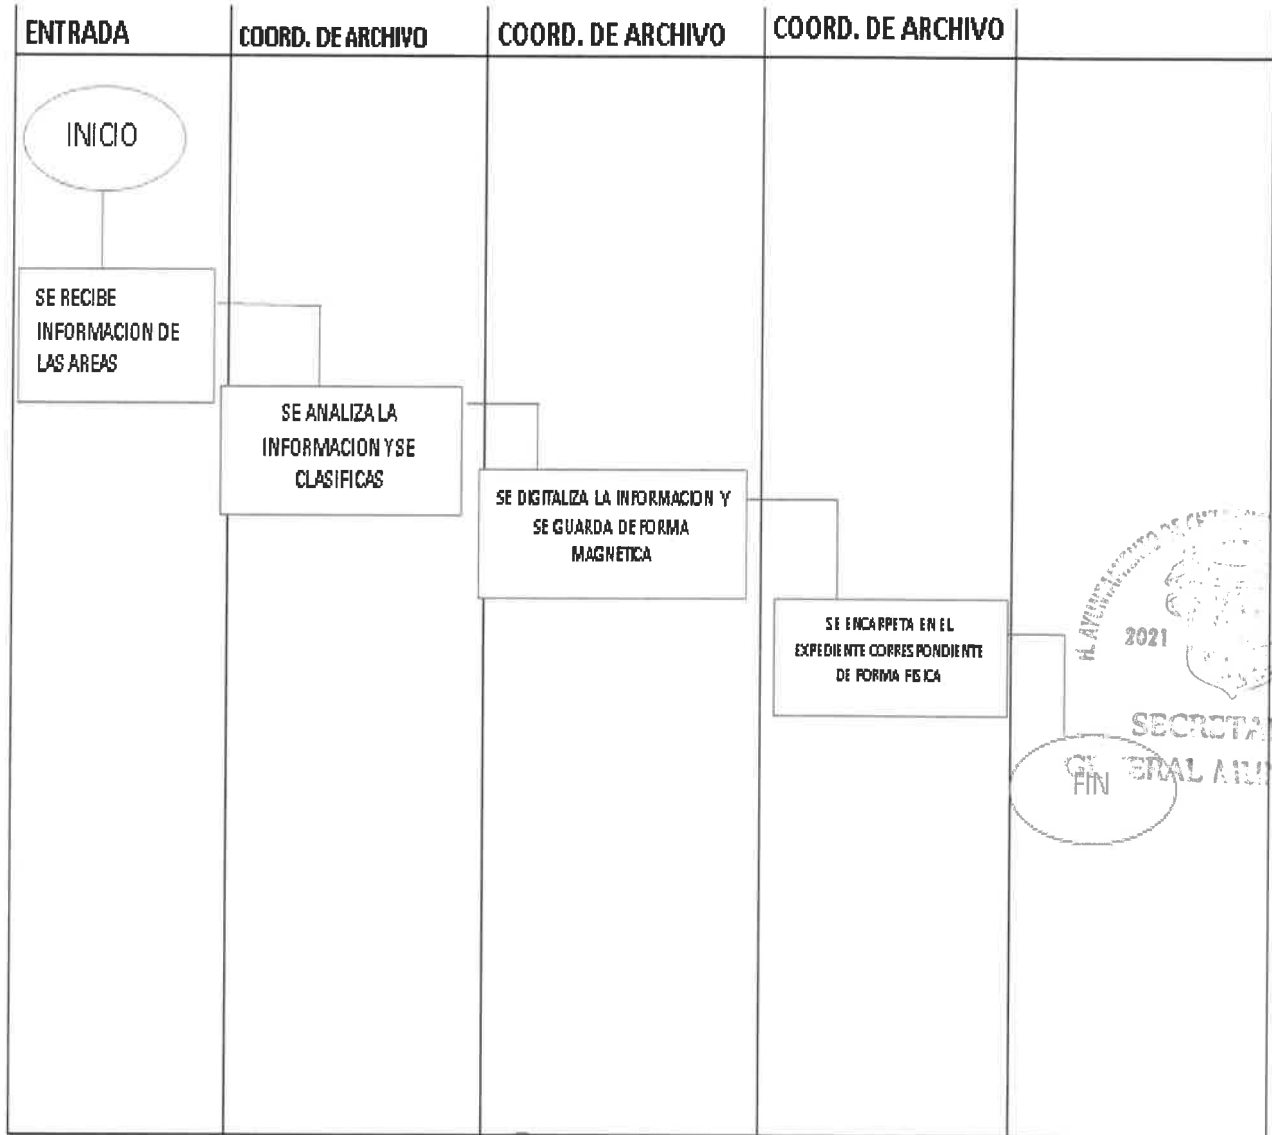 ENTRADA
COORD. DE ARCHIVO
COORD. DE ARCHIVO
COORD. DE ARCHIVO
INICIO
SE RECIBE
INFORMACION DE
LAS AREAS
SE ANALIZA LA
INFORMACION Y SE
CLASIFICAS
SE DIGITALIZA LA INFORMACION Y
SE GUARDA DE FORMA
MAGNETICA
SE ENCARPETA EN EL
EXPEDIENTE CORRESPONDIENTE
DE FORMA FISICA
H. AYUNTAMIENTO DE
2021
FIN